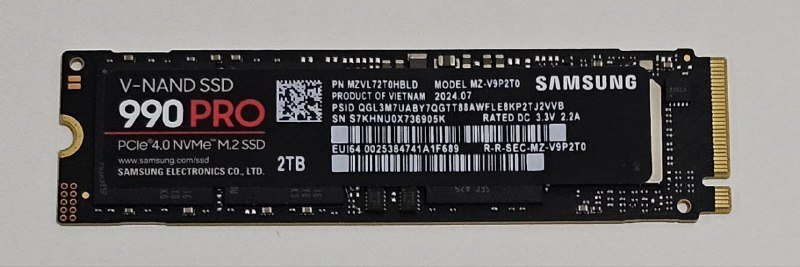 V-NAND SSD
990 PRO
PCIe® 4.0 NVMe™ M.2 SSD
www.samsung.com/ssd
SAMSUNG ELECTRONICS CO., LTD.
2TB
PN MZVL72T0HBLD MODEL MZ-V9P2T0
PRODUCT OF VIETNAM 2024.07
PSID QGL3M7UABY7QGTT88AWFLE8KP2TJ2VVB
SN S7KHNU0X736905K RATED DC 3.3V 2.2A
EUI64 0025384741A1F689 R-R-SEC-MZ-V9P2T0
SAMSUNG